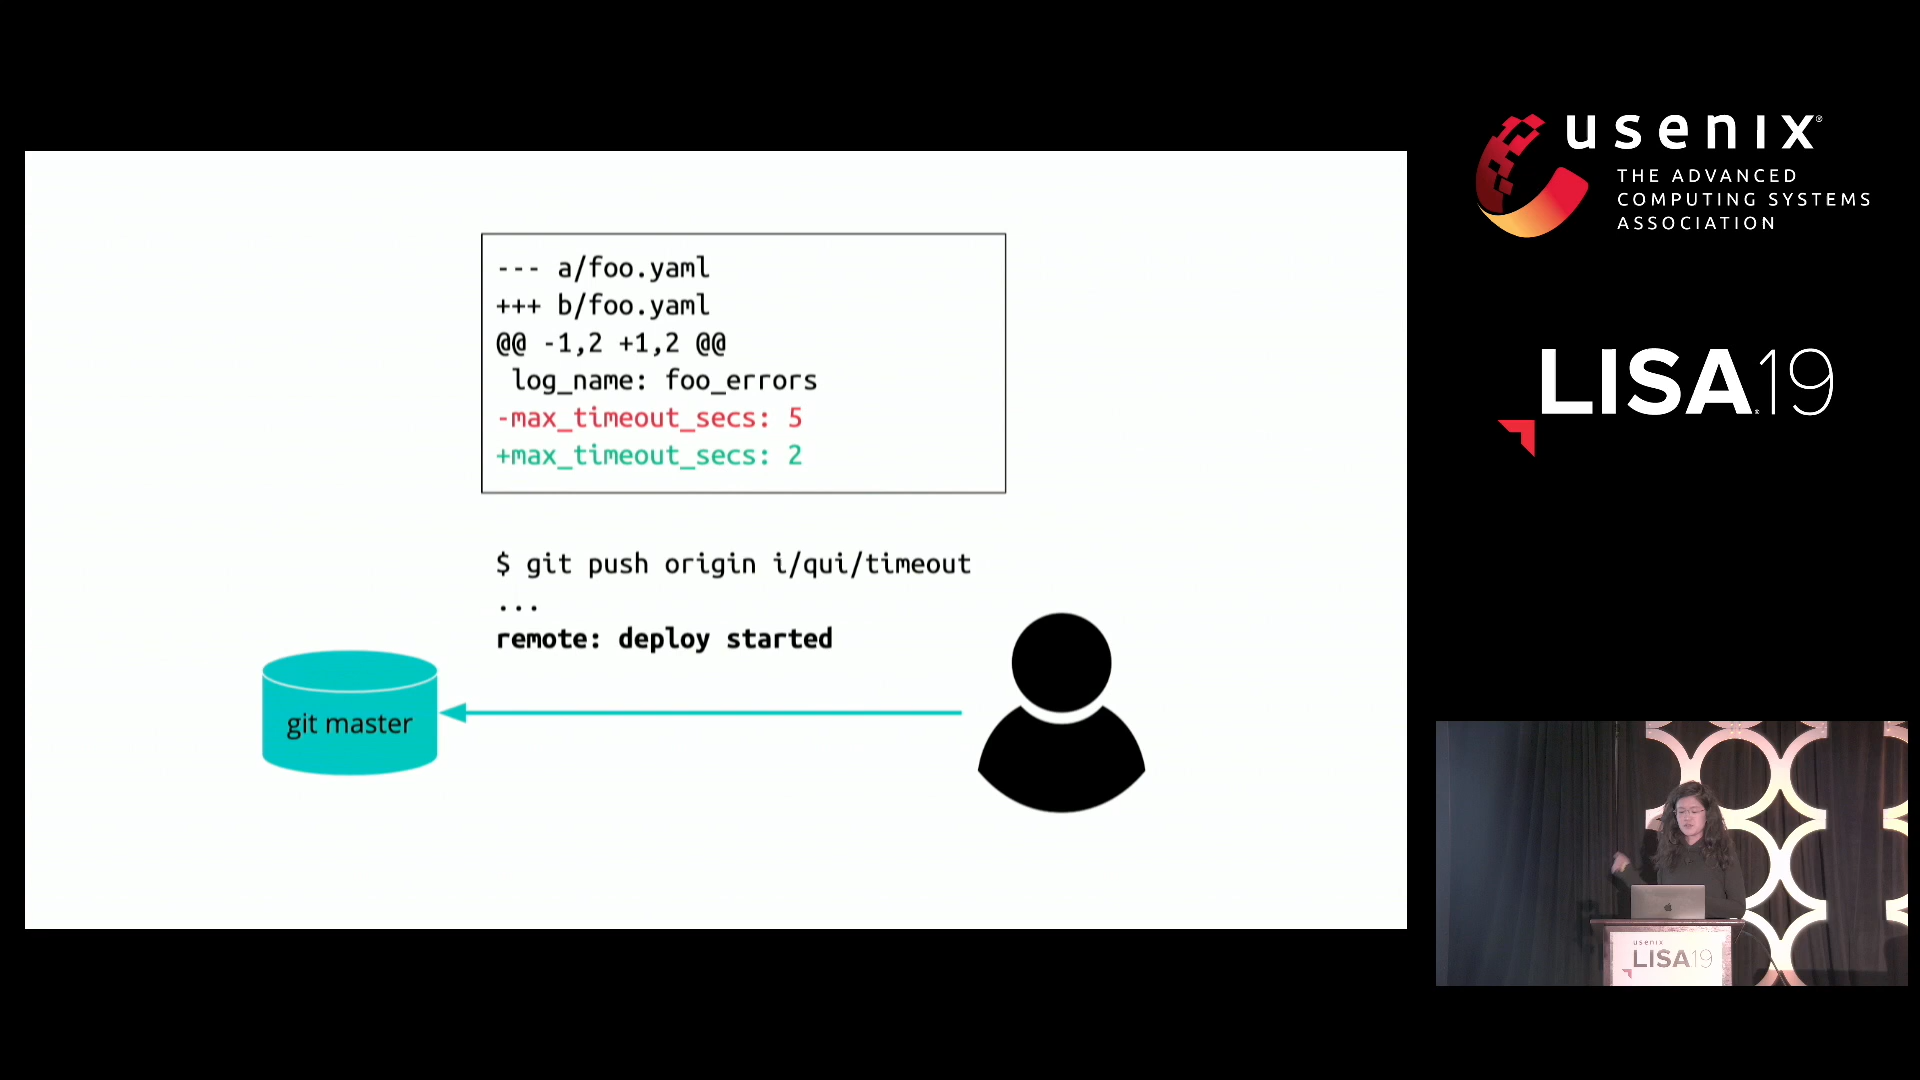 --- a/foo.yaml
+++ b/foo.yaml
@@ -1,2 +1,2 @@
 log_name: foo_errors
-max_timeout_secs: 5
+max_timeout_secs: 2
$ git push origin i/qui/timeout
...
remote: deploy started
git master
usenix®
THE ADVANCED
COMPUTING SYSTEMS
ASSOCIATION
LISA19
usenix
LISA19